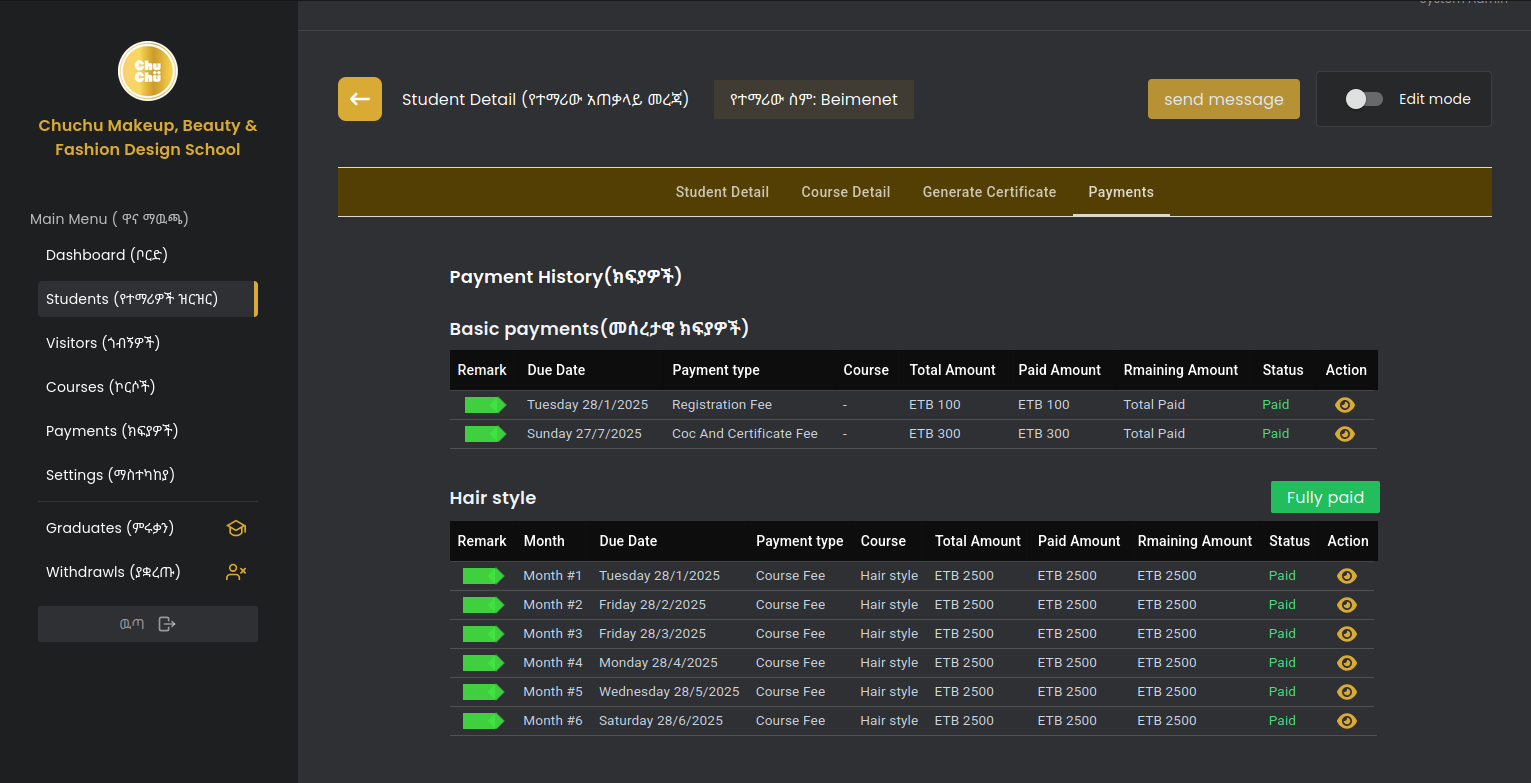 System Admin
Chu
Chü
Chuchu Makeup, Beauty &
Fashion Design School
Main Menu ( ዋና ማዉጫ)
Dashboard (ቦርድ)
Students (የተማሪዎች ዝርዝር)
Visitors (ጎብኝዎች)
Courses (ኮርሶች)
Payments (ክፍያዎች)
Settings (ማስተካከያ)
Graduates (ምሩቃን)
Withdrawls (ያቋረጡ)
ዉጣ
Student Detail (የተማሪው አጠቃላይ መረጃ)
የተማሪው ስም: Beimenet
send message
Edit mode
Student Detail Course Detail Generate Certificate Payments
Payment History(ክፍያዎች)
Basic payments(መሰረታዊ ክፍያዎች)
Remark Due Date Payment type Course Total Amount Paid Amount Rmaining Amount Status Action
Tuesday 28/1/2025 Registration Fee - ETB 100 ETB 100 Total Paid Paid
Sunday 27/7/2025 Coc And Certificate Fee - ETB 300 ETB 300 Total Paid Paid
Hair style
Fully paid
Remark Month Due Date Payment type Course Total Amount Paid Amount Rmaining Amount Status Action
Month #1 Tuesday 28/1/2025 Course Fee Hair style ETB 2500 ETB 2500 ETB 2500 Paid
Month #2 Friday 28/2/2025 Course Fee Hair style ETB 2500 ETB 2500 ETB 2500 Paid
Month #3 Friday 28/3/2025 Course Fee Hair style ETB 2500 ETB 2500 ETB 2500 Paid
Month #4 Monday 28/4/2025 Course Fee Hair style ETB 2500 ETB 2500 ETB 2500 Paid
Month #5 Wednesday 28/5/2025 Course Fee Hair style ETB 2500 ETB 2500 ETB 2500 Paid
Month #6 Saturday 28/6/2025 Course Fee Hair style ETB 2500 ETB 2500 ETB 2500 Paid